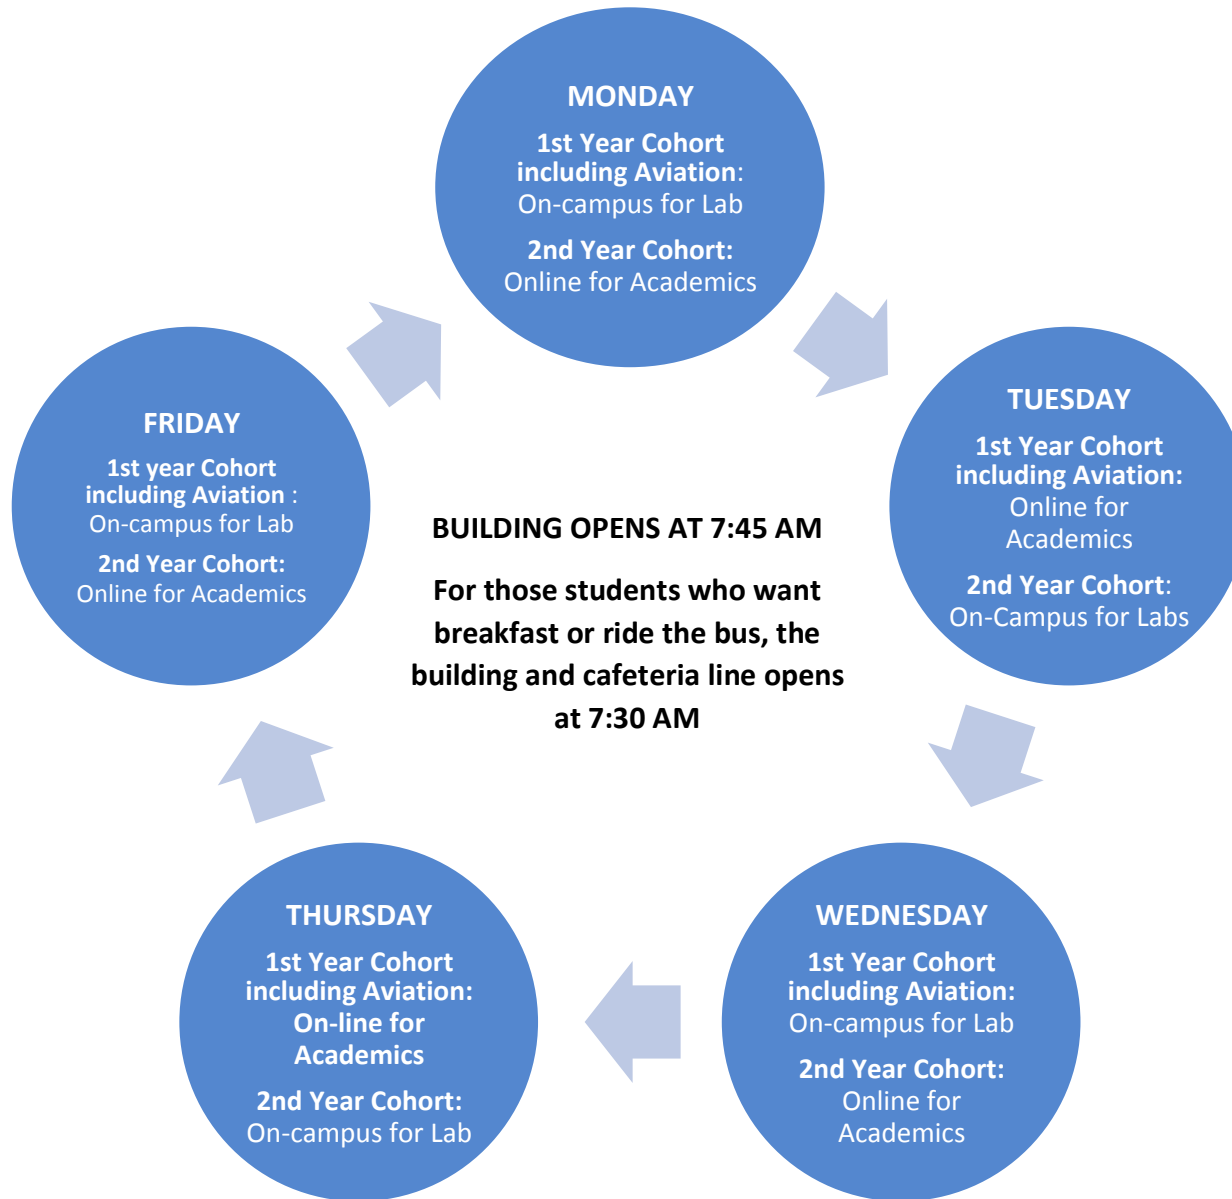 MONDAY
1st Year Cohort
including Aviation:
On-campus for Lab
2nd Year Cohort:
Online for Academics
TUESDAY
1st Year Cohort
including Aviation:
Online for
Academics
2nd Year Cohort:
On-Campus for Labs
WEDNESDAY
1st Year Cohort
including Aviation:
On-campus for Lab
2nd Year Cohort:
Online for
Academics
THURSDAY
1st Year Cohort
including Aviation:
On-line for
Academics
2nd Year Cohort:
On-campus for Lab
FRIDAY
1st year Cohort
including Aviation :
On-campus for Lab
2nd Year Cohort:
Online for Academics
BUILDING OPENS AT 7:45 AM
For those students who want
breakfast or ride the bus, the
building and cafeteria line opens
at 7:30 AM